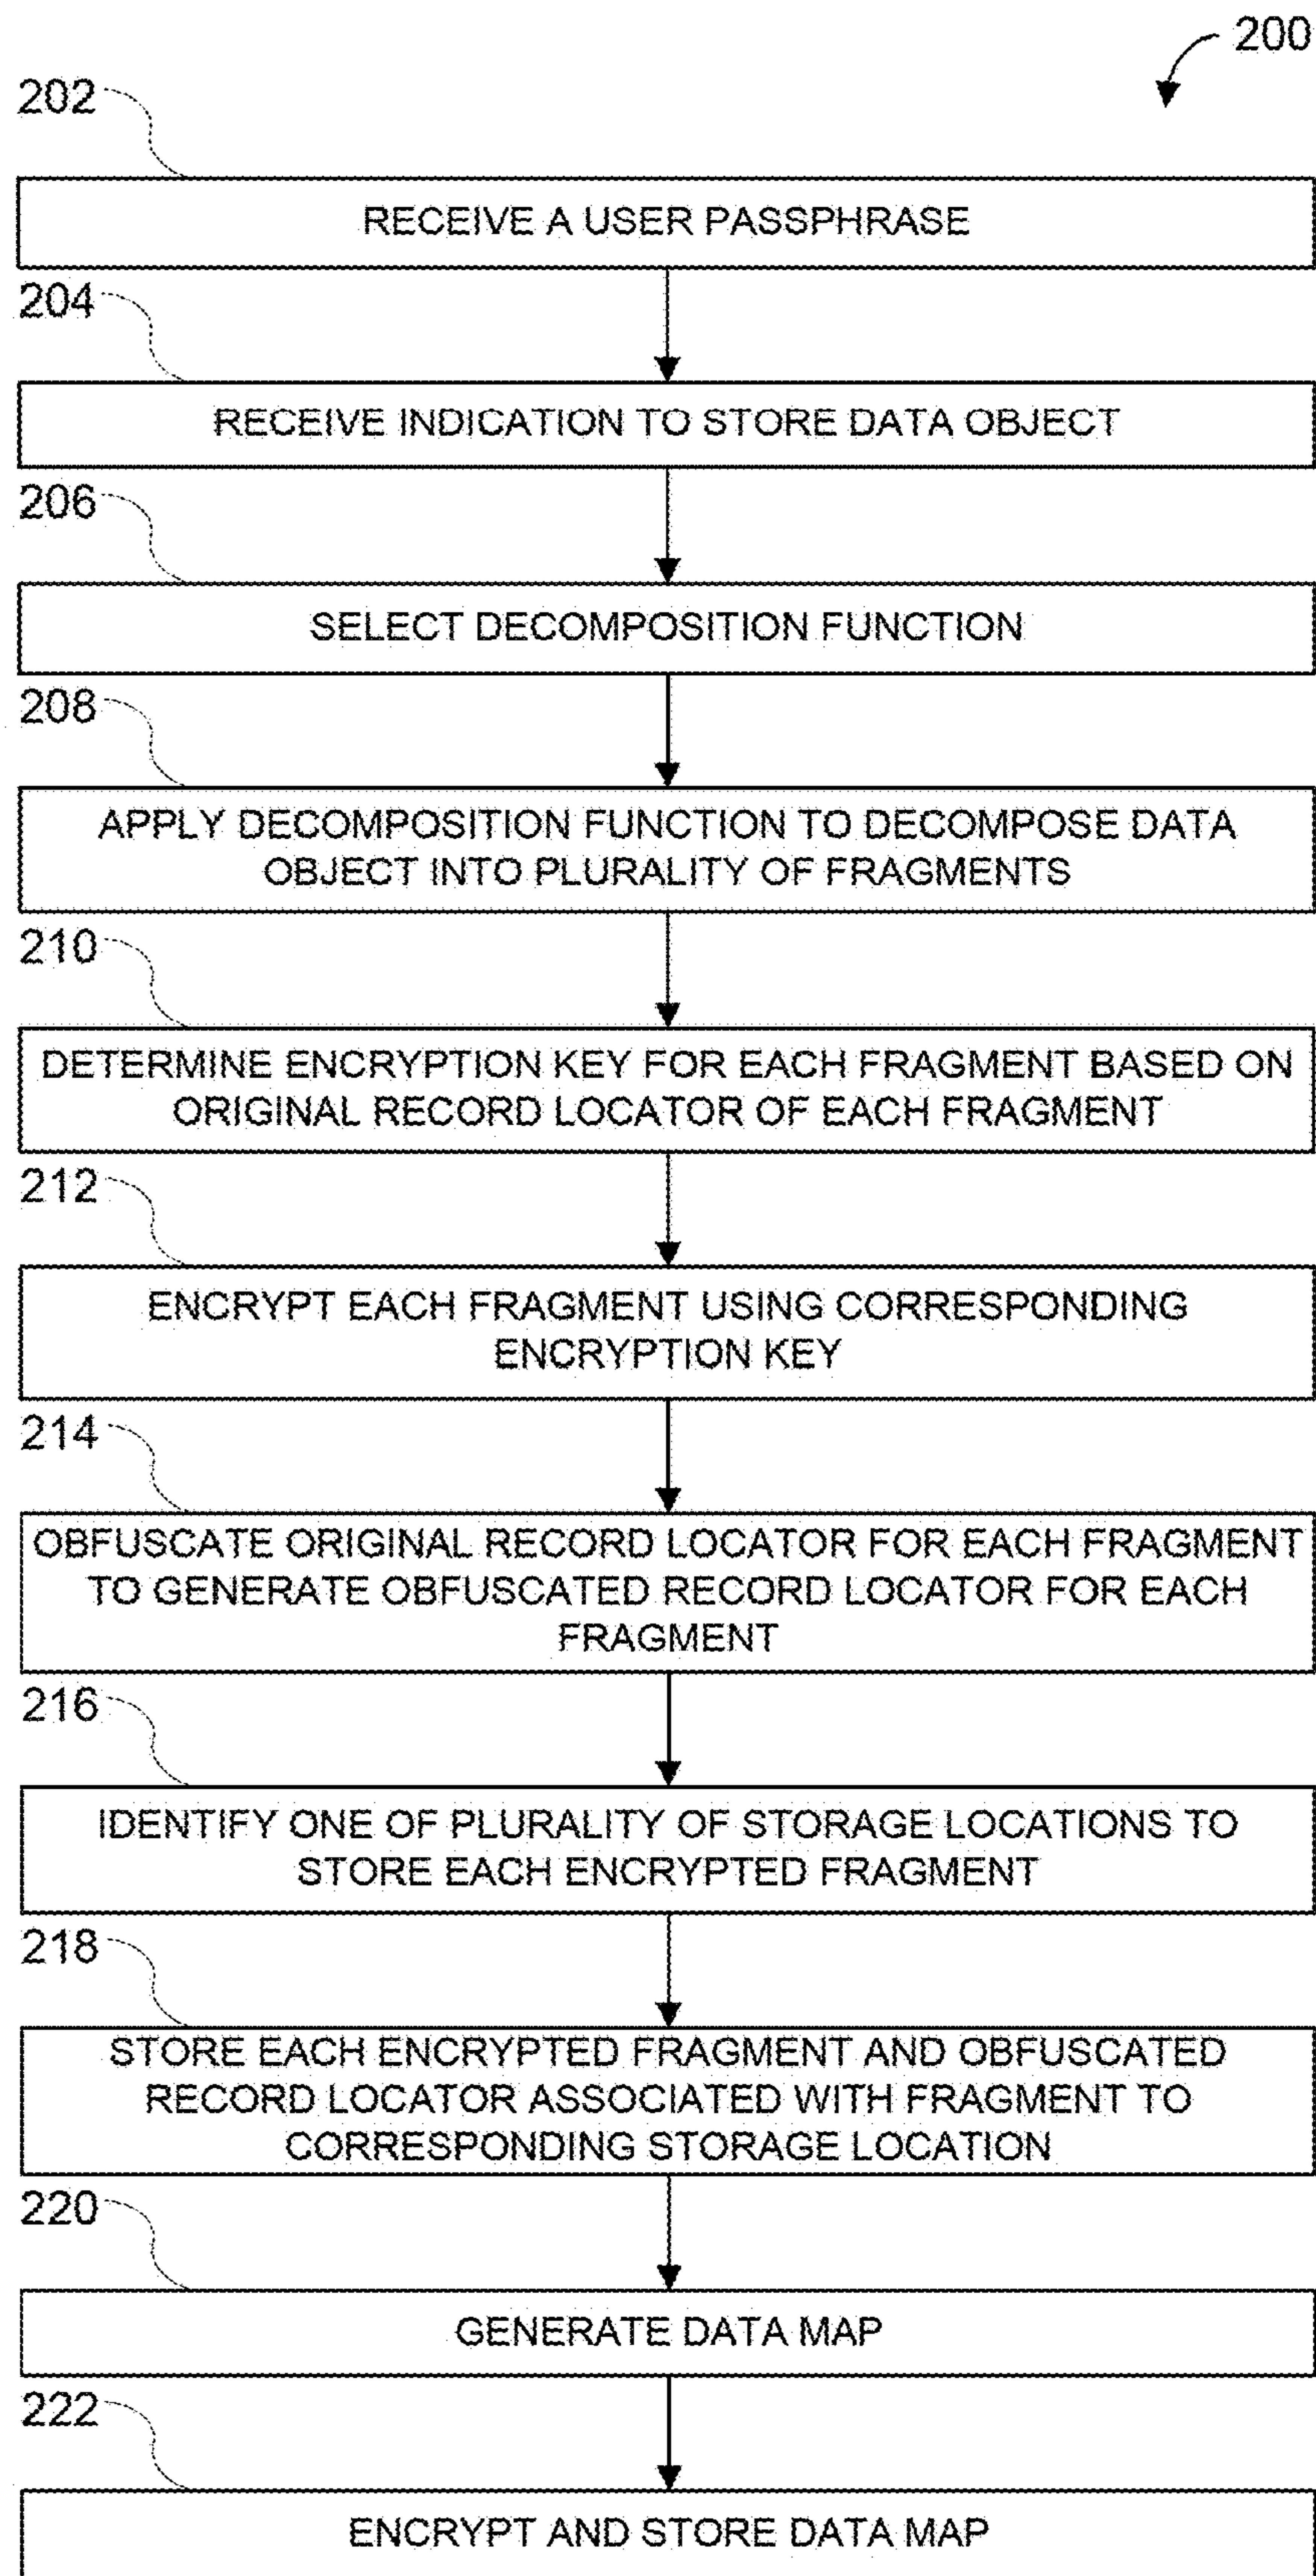 200
202
RECEIVE A USER PASSPHRASE
204
RECEIVE INDICATION TO STORE DATA OBJECT
206
SELECT DECOMPOSITION FUNCTION
208
APPLY DECOMPOSITION FUNCTION TO DECOMPOSE DATA
OBJECT INTO PLURALITY OF FRAGMENTS
210
DETERMINE ENCRYPTION KEY FOR EACH FRAGMENT BASED ON
ORIGINAL RECORD LOCATOR OF EACH FRAGMENT
212
ENCRYPT EACH FRAGMENT USING CORRESPONDING
ENCRYPTION KEY
214
OBFUSCATE ORIGINAL RECORD LOCATOR FOR EACH FRAGMENT
TO GENERATE OBFUSCATED RECORD LOCATOR FOR EACH
FRAGMENT
216
IDENTIFY ONE OF PLURALITY OF STORAGE LOCATIONS TO
STORE EACH ENCRYPTED FRAGMENT
218
STORE EACH ENCRYPTED FRAGMENT AND OBFUSCATED
RECORD LOCATOR ASSOCIATED WITH FRAGMENT TO
CORRESPONDING STORAGE LOCATION
220
GENERATE DATA MAP
222
ENCRYPT AND STORE DATA MAP